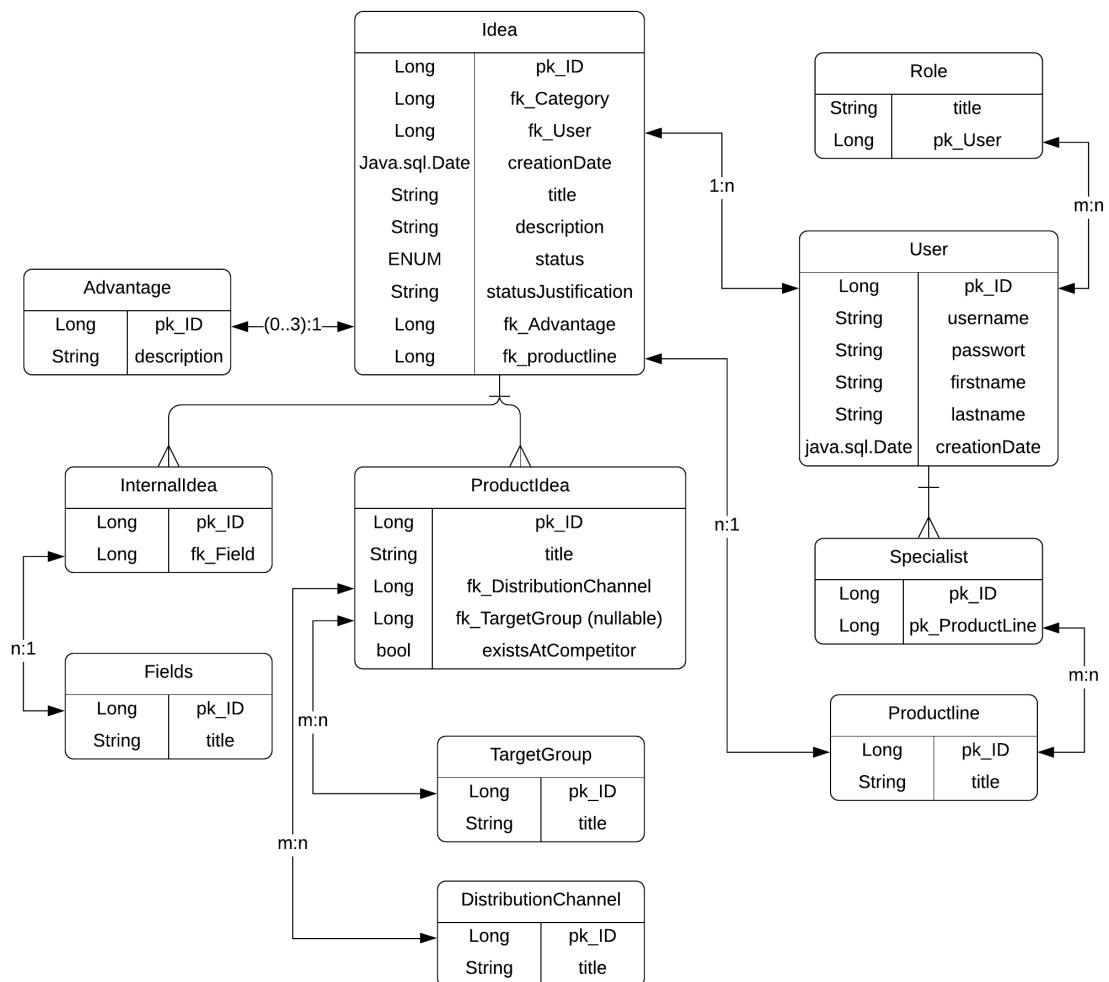 Idea
Long pk_ID
Long fk_Category
Long fk_User
Java.sql.Date creationDate
String title
String description
ENUM status
String statusJustification
Long fk_Advantage
Long fk_productline
Role
String title
Long pk_User
1:n
m:n
User
Long pk_ID
String username
String passwort
String firstname
String lastname
java.sql.Date creationDate
Advantage
Long pk_ID
String description
(0..3):1
InternalIdea
Long pk_ID
Long fk_Field
ProductIdea
Long pk_ID
String title
Long fk_DistributionChannel
Long fk_TargetGroup (nullable)
bool existsAtCompetitor
n:1
Specialist
Long pk_ID
Long pk_ProductLine
n:1
Fields
Long pk_ID
String title
m:n
m:n
Productline
Long pk_ID
String title
TargetGroup
Long pk_ID
String title
m:n
DistributionChannel
Long pk_ID
String title